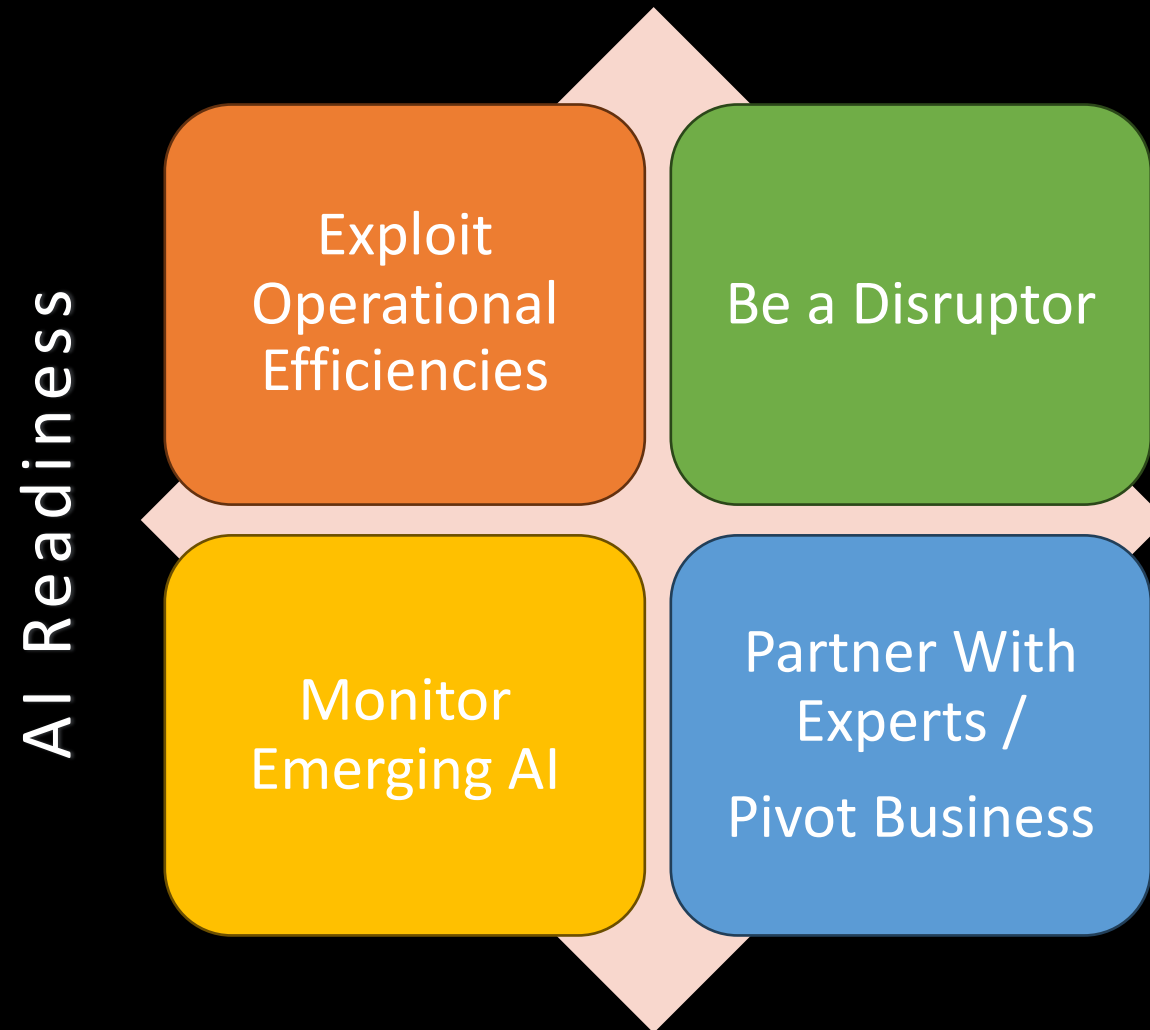 AI Readiness
Exploit
Operational
Efficiencies
Be a Disruptor
Monitor
Emerging AI
Partner With
Experts /
Pivot Business